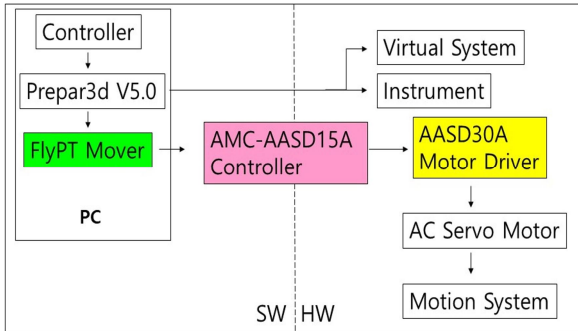 Controller
Prepar3d V5.0
FlyPT Mover
PC
AMC-AASD15A
Controller
Virtual System
Instrument
AASD30A
Motor Driver
AC Servo Motor
Motion System
SW HW